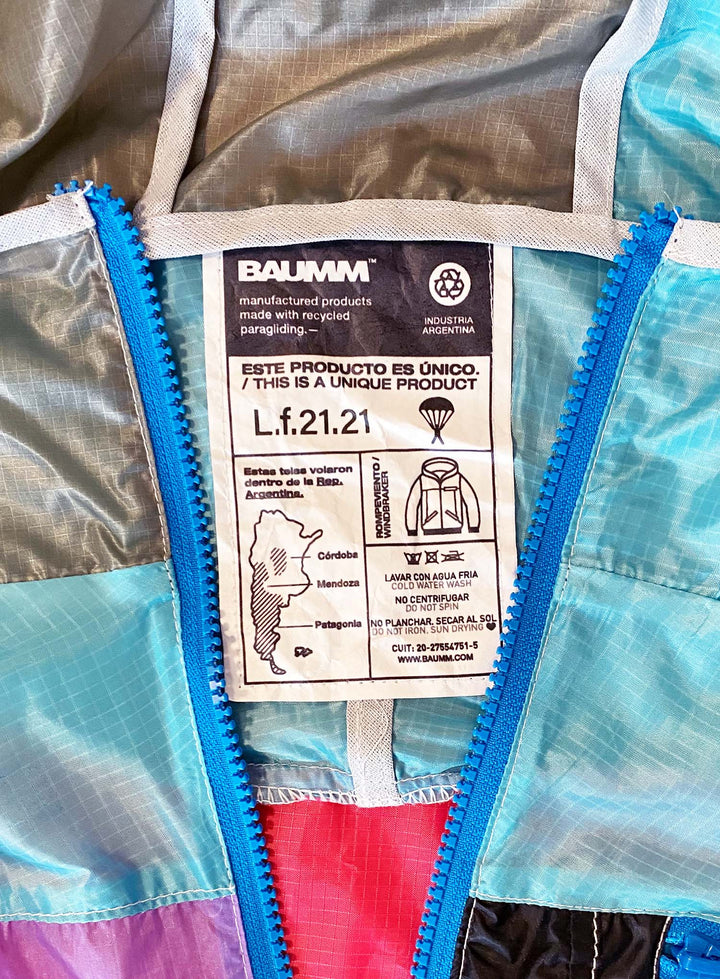 BAUMM™
manufactured products
made with recycled
paragliding.—
INDUSTRIA
ARGENTINA
ESTE PRODUCTO ES ÚNICO.
/ THIS IS A UNIQUE PRODUCT
L.f.21.21
Estas telas volaron
dentro de la Rep.
Argentina.
Córdoba
Mendoza
Patagonia
ROMPEVIENTO /
WINDBREAKER
LAVAR CON AGUA FRIA
COLD WATER WASH
NO CENTRIFUGAR
DO NOT SPIN
NO PLANCHAR. SECAR AL SOL
DO NOT IRON. SUN DRYING ♥
CUIT: 20-27554751-5
WWW.BAUMM.COM